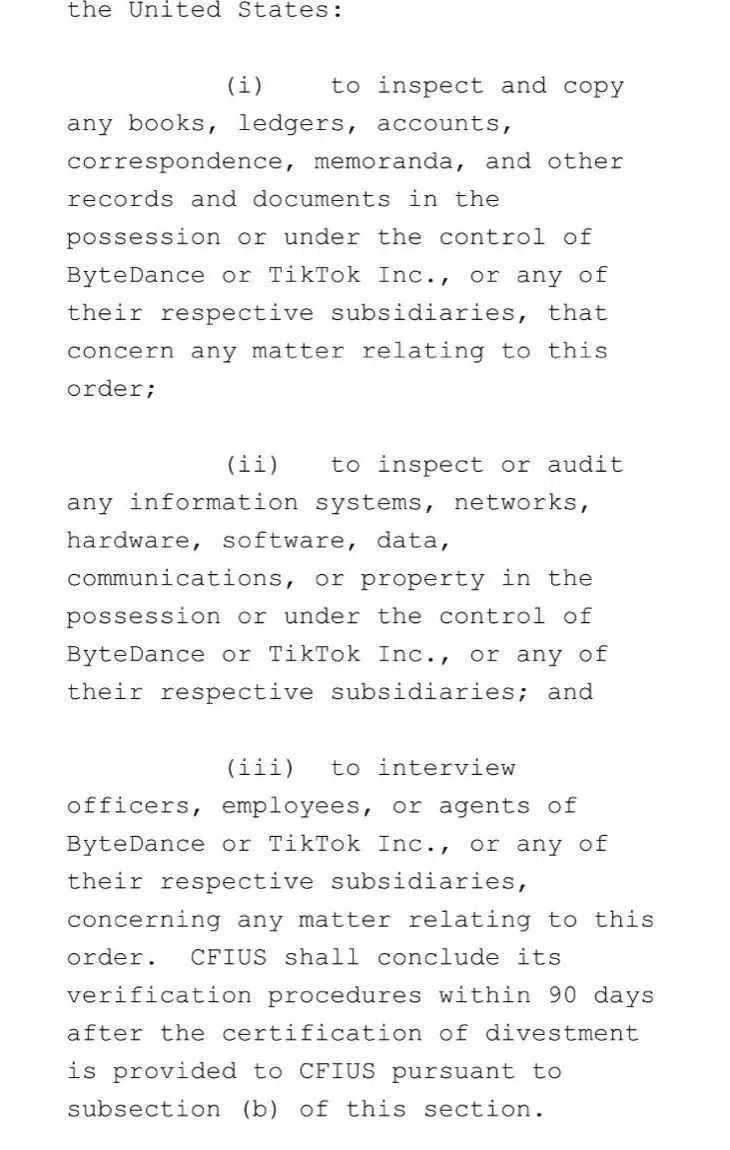 the United States:
(i) to inspect and copy
any books, ledgers, accounts,
correspondence, memoranda, and other
records and documents in the
possession or under the control of
ByteDance or TikTok Inc., or any of
their respective subsidiaries, that
concern any matter relating to this
order;
(ii) to inspect or audit
any information systems, networks,
hardware, software, data,
communications, or property in the
possession or under the control of
ByteDance or TikTok Inc., or any of
their respective subsidiaries; and
(iii) to interview
officers, employees, or agents of
ByteDance or TikTok Inc., or any of
their respective subsidiaries,
concerning any matter relating to this
order. CFIUS shall conclude its
verification procedures within 90 days
after the certification of divestment
is provided to CFIUS pursuant to
subsection (b) of this section.